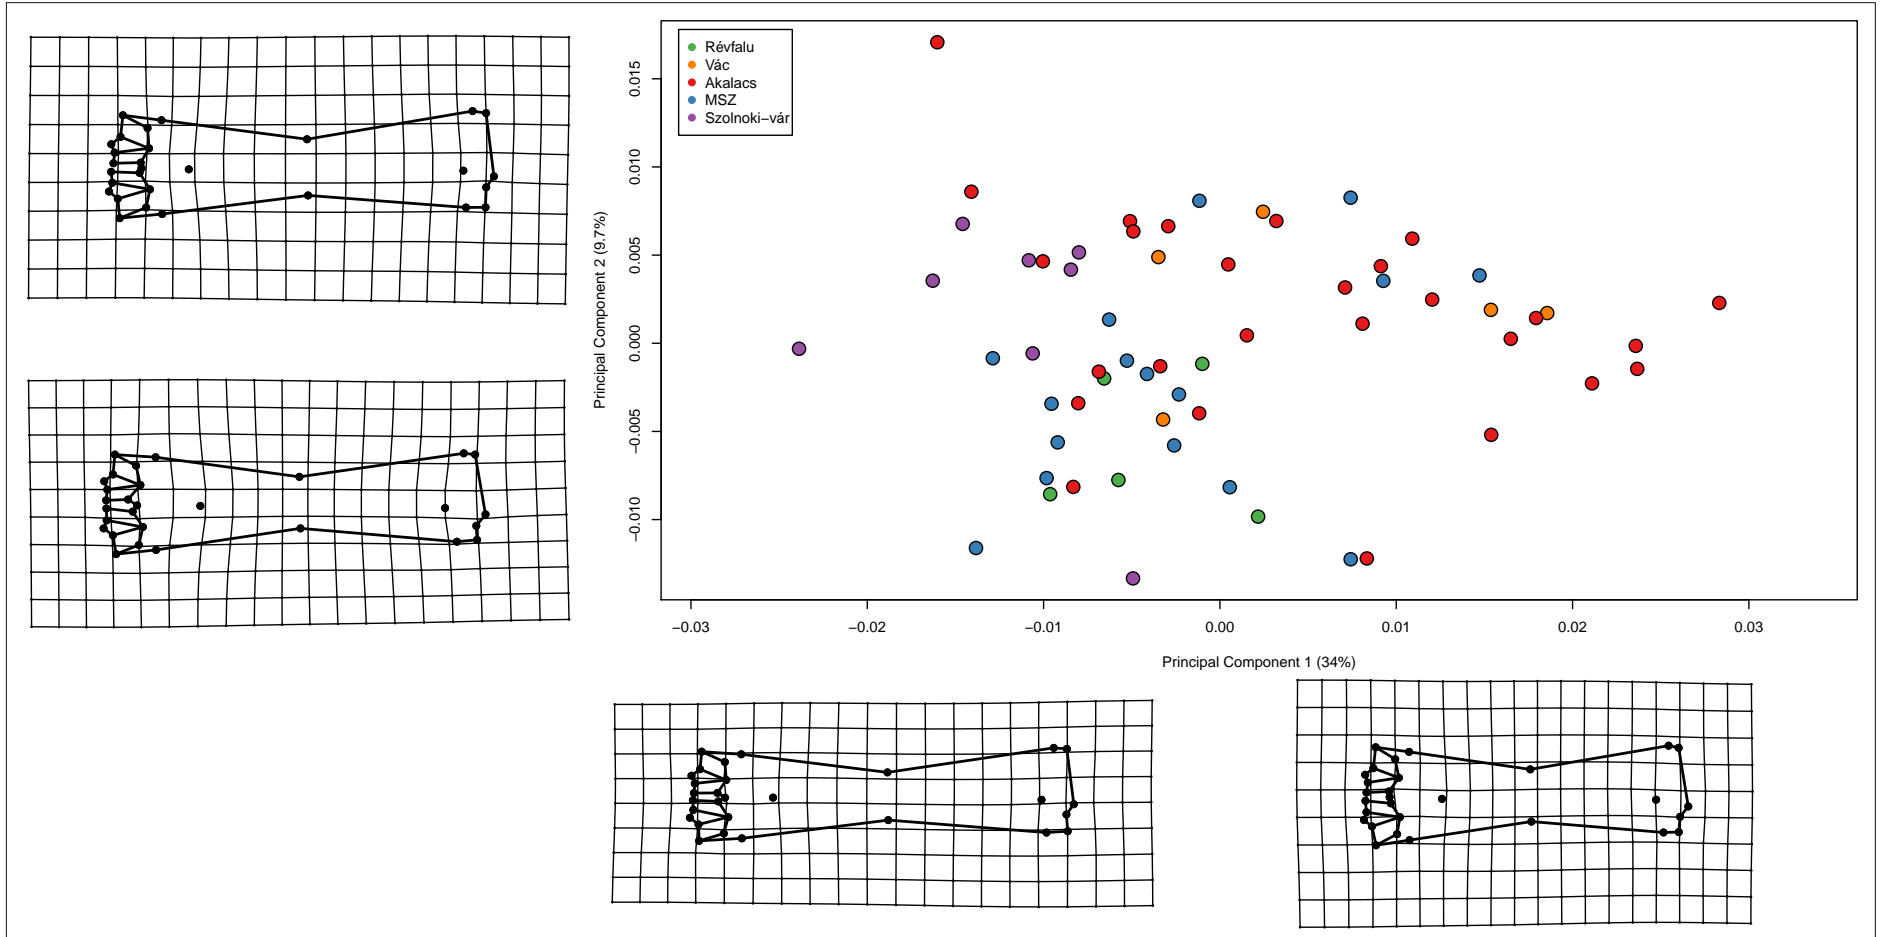 Révfalu
Vác
Akalacs
MSZ
Szolnoki−vár
Principal Component 2 (9.7%)
0.015
0.010
0.005
0.000
−0.005
−0.010
−0.03
−0.02
−0.01
0.00
0.01
0.02
0.03
Principal Component 1 (34%)